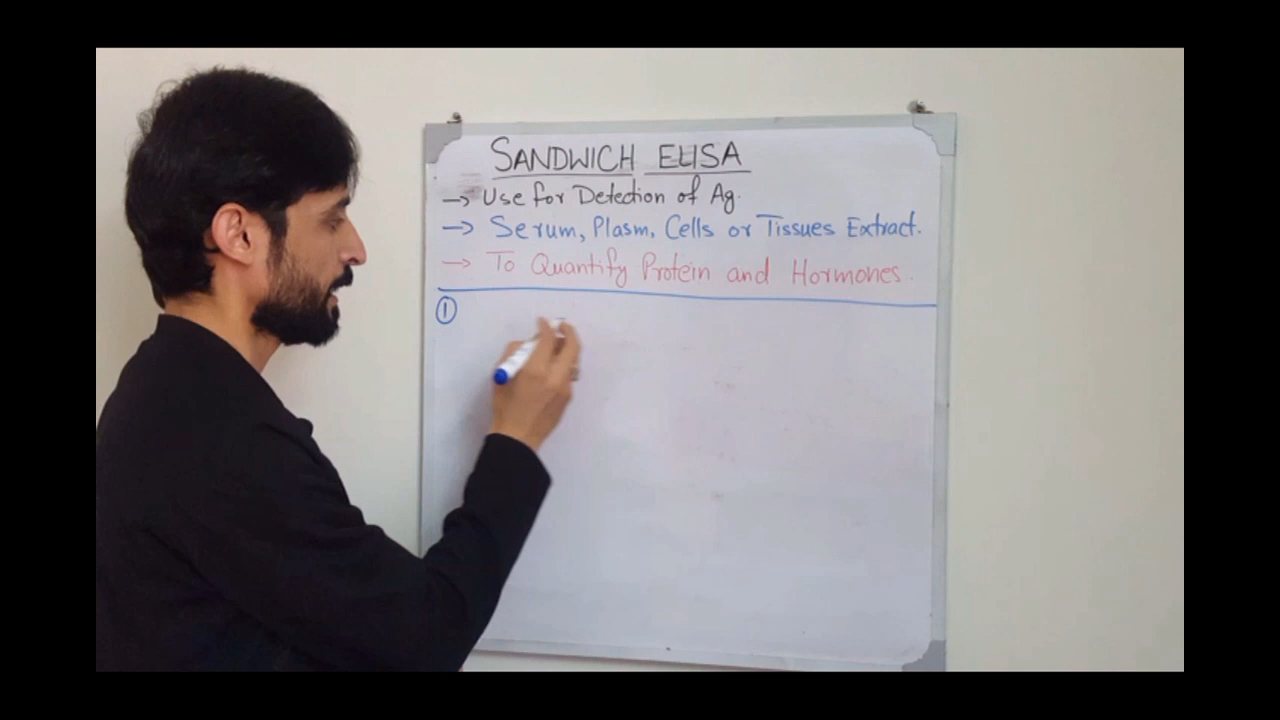 SANDWICH ELISA
→ Use for Detection of Ag.
→ Serum, Plasm, Cells or Tissues Extract.
→ To Quantify Protein and Hormones.
①